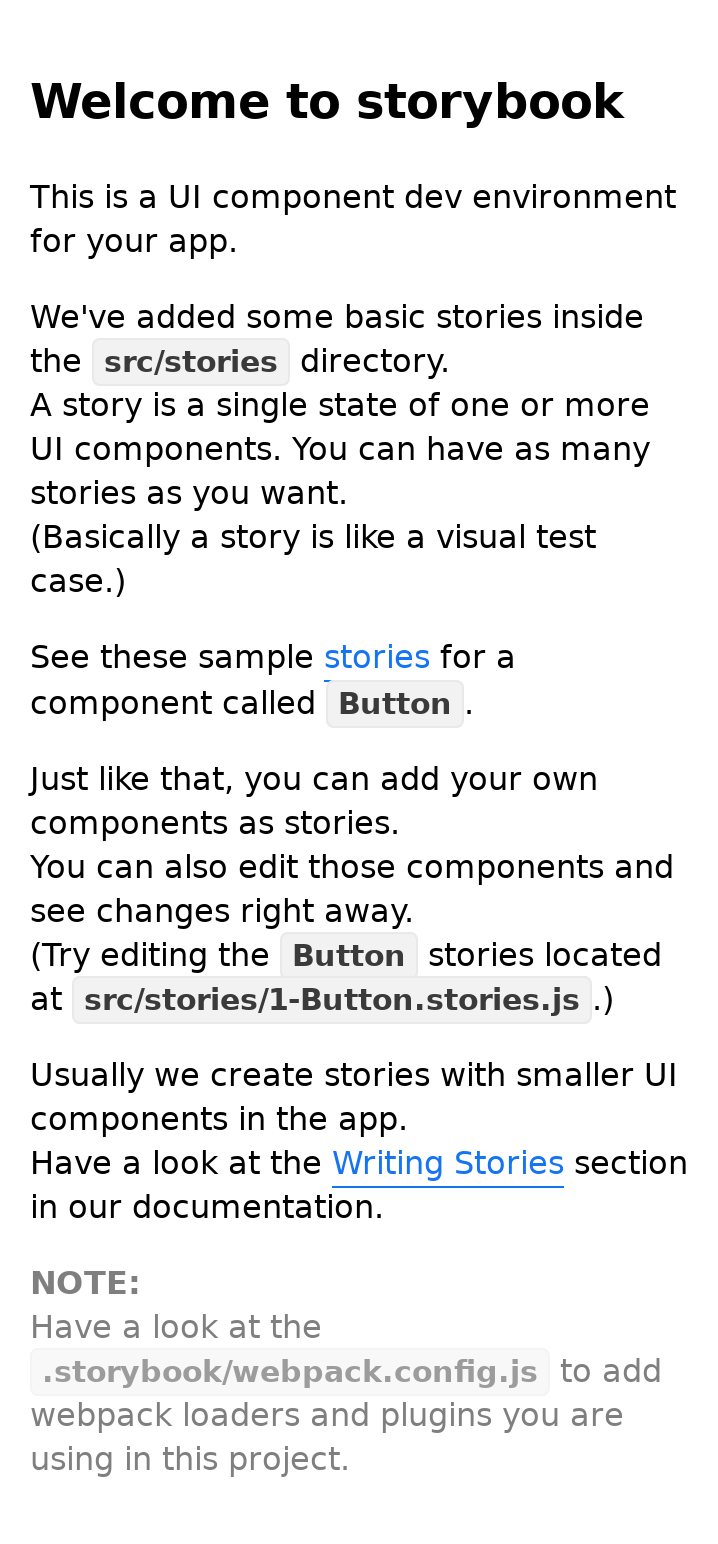 Welcome to storybook
This is a UI component dev environment
for your app.
We've added some basic stories inside
the src/stories directory.
A story is a single state of one or more
UI components. You can have as many
stories as you want.
(Basically a story is like a visual test
case.)
See these sample stories for a
component called Button.
Just like that, you can add your own
components as stories.
You can also edit those components and
see changes right away.
(Try editing the Button stories located
at src/stories/1-Button.stories.js.)
Usually we create stories with smaller UI
components in the app.
Have a look at the Writing Stories section
in our documentation.
NOTE:
Have a look at the
.storybook/webpack.config.js to add
webpack loaders and plugins you are
using in this project.